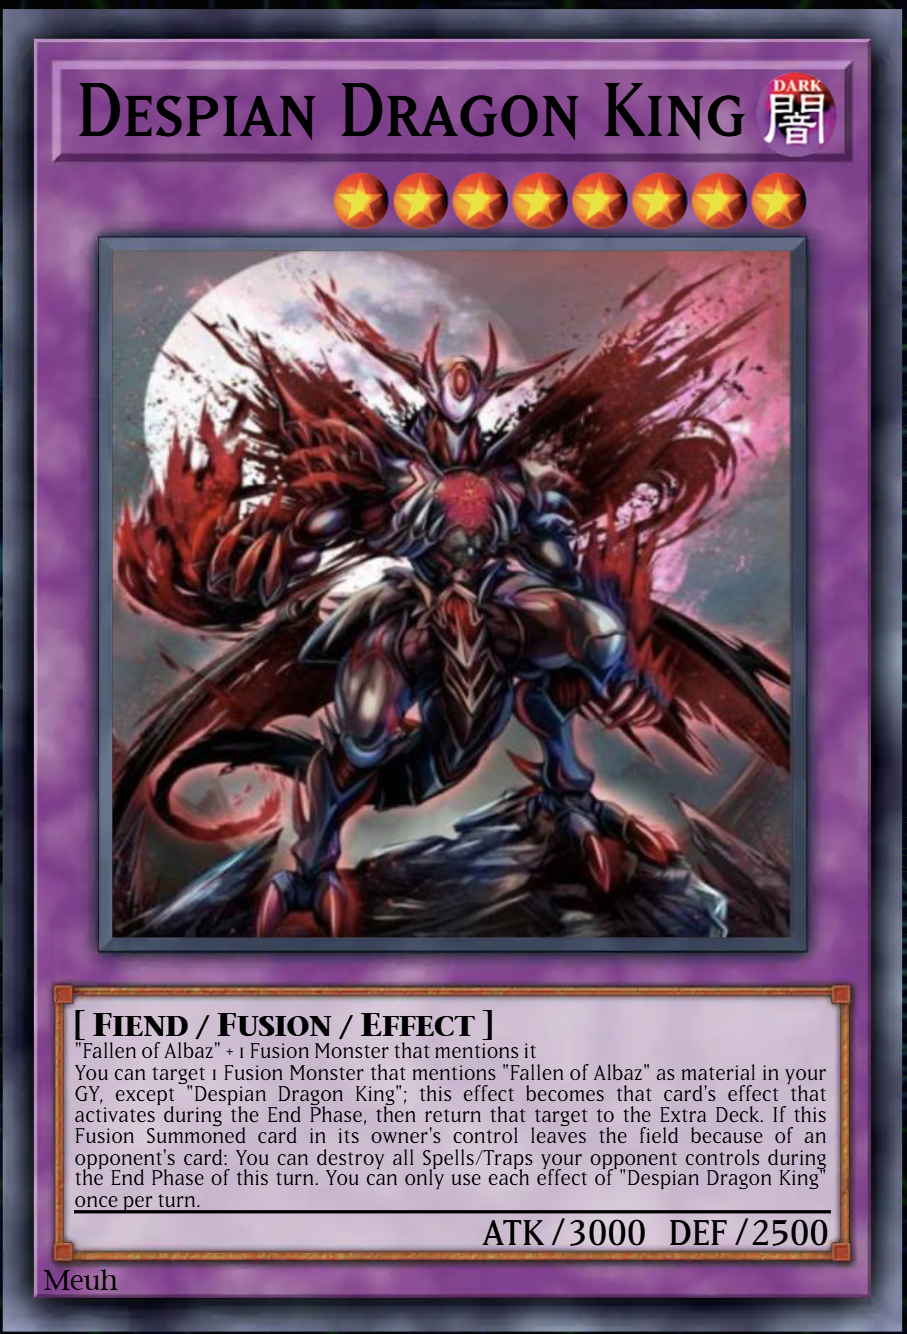 Despian Dragon King
DARK
闇
[ Fiend / Fusion / Effect ]
"Fallen of Albaz" + 1 Fusion Monster that mentions it
You can target 1 Fusion Monster that mentions "Fallen of Albaz" as material in your
GY, except "Despian Dragon King"; this effect becomes that card's effect that
activates during the End Phase, then return that target to the Extra Deck. If this
Fusion Summoned card in its owner's control leaves the field because of an
opponent's card: You can destroy all Spells/Traps your opponent controls during
the End Phase of this turn. You can only use each effect of "Despian Dragon King"
once per turn.
ATK / 3000 DEF / 2500
Meuh